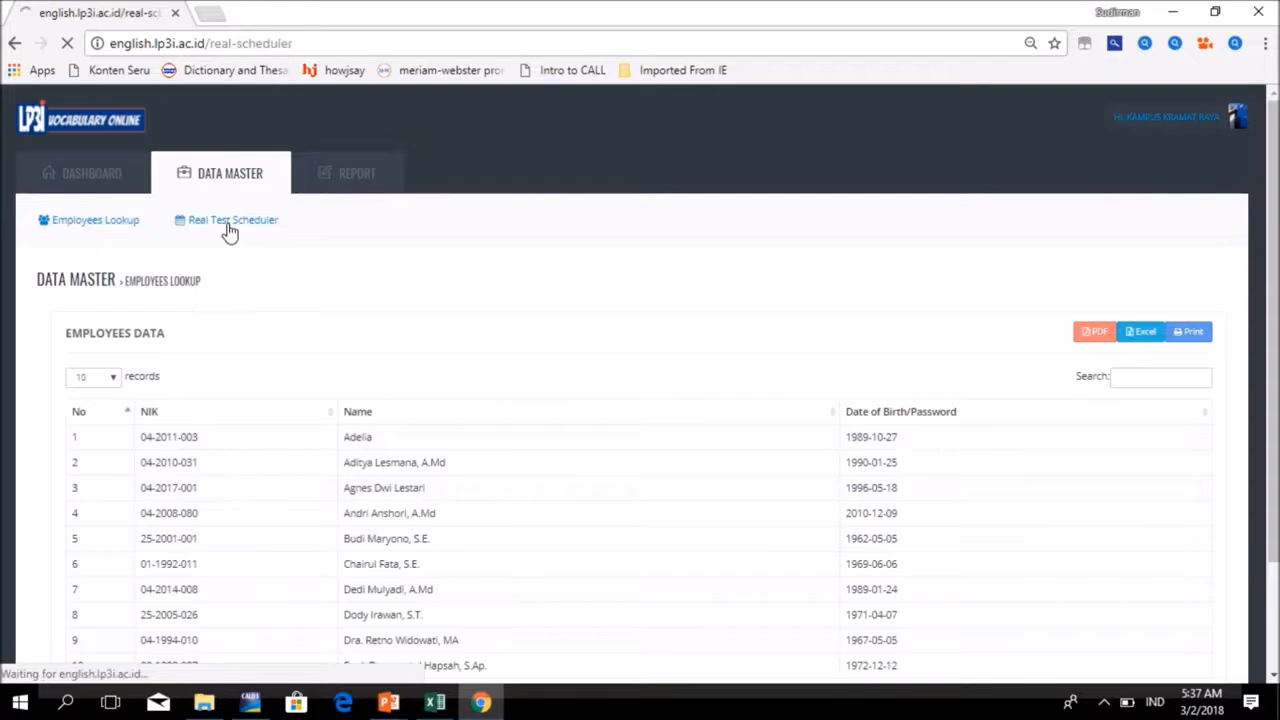 english.lp3i.ac.id/real-sc
Sudirman
english.lp3i.ac.id/real-scheduler
Apps Konten Seru Dictionary and Thesa howjsay meriam-webster pro Intro to CALL Imported From IE
LP3i VOCABULARY ONLINE
HI, KAMPUS KRAMAT RAYA
DASHBOARD DATA MASTER REPORT
Employees Lookup Real Test Scheduler
DATA MASTER > EMPLOYEES LOOKUP
EMPLOYEES DATA PDF Excel Print
10 records Search:
No NIK Name Date of Birth/Password
1 04-2011-003 Adelia 1989-10-27
2 04-2010-031 Aditya Lesmana, A.Md 1990-01-25
3 04-2017-001 Agnes Dwi Lestari 1996-05-18
4 04-2008-080 Andri Anshori, A.Md 2010-12-09
5 25-2001-001 Budi Maryono, S.E. 1962-05-05
6 01-1992-011 Chairul Fata, S.E. 1969-06-06
7 04-2014-008 Dedi Mulyadi, A.Md 1989-01-24
8 25-2005-026 Dody Irawan, S.T. 1971-04-07
9 04-1994-010 Dra. Retno Widowati, MA 1967-05-05
Hapsah, S.Ap. 1972-12-12
Waiting for english.lp3i.ac.id...
IND 5:37 AM
3/2/2018